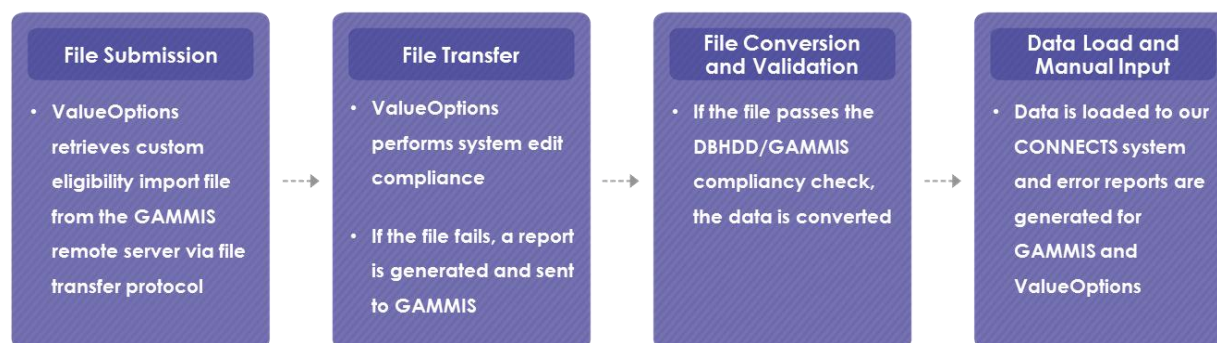 File Submission
• ValueOptions
retrieves custom
eligibility import file
from the GAMMIS
remote server via file
transfer protocol
File Transfer
• ValueOptions
performs system edit
compliance
• If the file fails, a report
is generated and sent
to GAMMIS
File Conversion
and Validation
• If the file passes the
DBHDD/GAMMIS
compliancy check,
the data is converted
Data Load and
Manual Input
• Data is loaded to our
CONNECTS system
and error reports are
generated for
GAMMIS and
ValueOptions